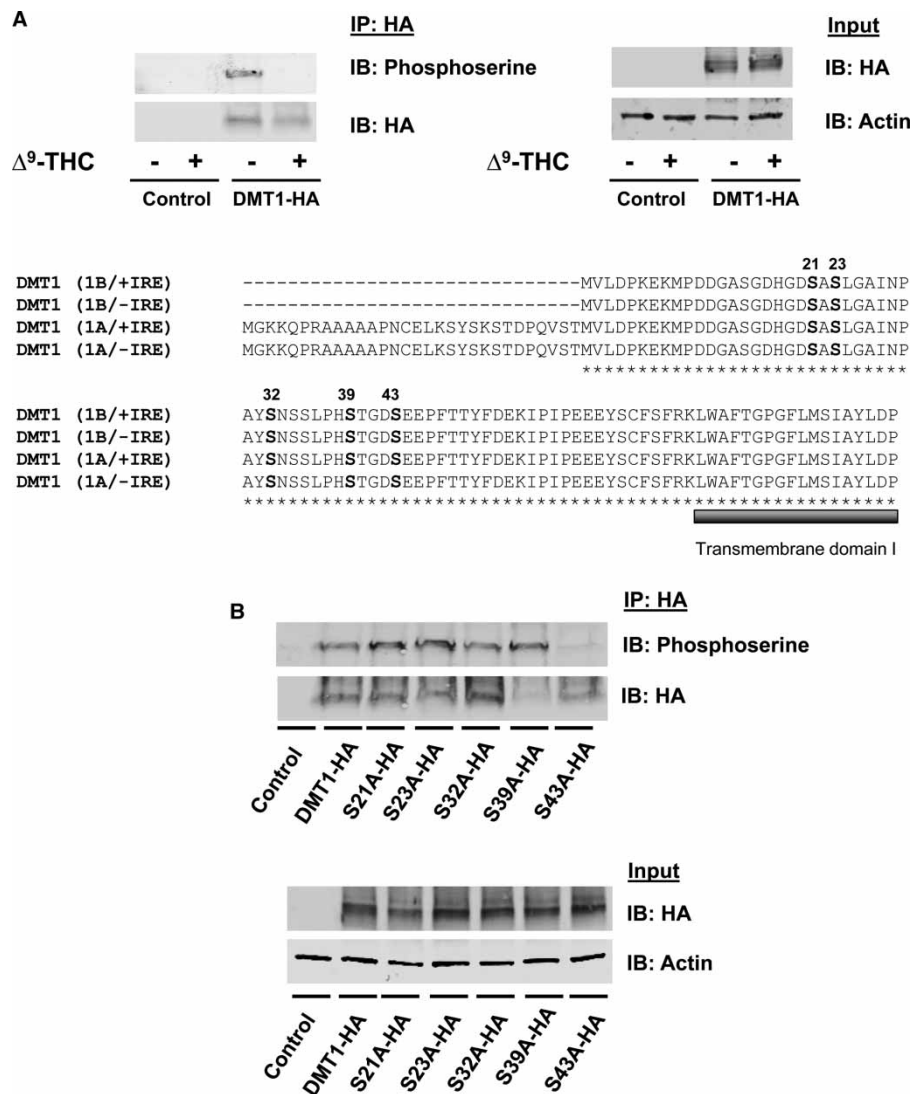 A
IP: HA
IB: Phosphoserine
IB: HA
Δ9-THC - + - +
Control DMT1-HA
Input
IB: HA
IB: Actin
Δ9-THC - + - +
Control DMT1-HA
21 23
DMT1 (1B/+IRE) -------------------------------MVLDPKEKMPDDGASGDHGDSASLGAINP
DMT1 (1B/-IRE) -------------------------------MVLDPKEKMPDDGASGDHGDSASLGAINP
DMT1 (1A/+IRE) MGKKQPRAAAAAPNCELKSYSKSTDPQVSTMVLDPKEKMPDDGASGDHGDSASLGAINP
DMT1 (1A/-IRE) MGKKQPRAAAAAPNCELKSYSKSTDPQVSTMVLDPKEKMPDDGASGDHGDSASLGAINP
*****************************
32 39 43
DMT1 (1B/+IRE) AYSNSSLPHSTGDSEEPFTTYFDEKIPIPEEEYSCFSFRKLWAFTGPGFLMSIAYLDP
DMT1 (1B/-IRE) AYSNSSLPHSTGDSEEPFTTYFDEKIPIPEEEYSCFSFRKLWAFTGPGFLMSIAYLDP
DMT1 (1A/+IRE) AYSNSSLPHSTGDSEEPFTTYFDEKIPIPEEEYSCFSFRKLWAFTGPGFLMSIAYLDP
DMT1 (1A/-IRE) AYSNSSLPHSTGDSEEPFTTYFDEKIPIPEEEYSCFSFRKLWAFTGPGFLMSIAYLDP
**********************************************************
Transmembrane domain I
B
IP: HA
IB: Phosphoserine
IB: HA
Control
DMT1-HA
S21A-HA
S23A-HA
S32A-HA
S39A-HA
S43A-HA
Input
IB: HA
IB: Actin
Control
DMT1-HA
S21A-HA
S23A-HA
S32A-HA
S39A-HA
S43A-HA